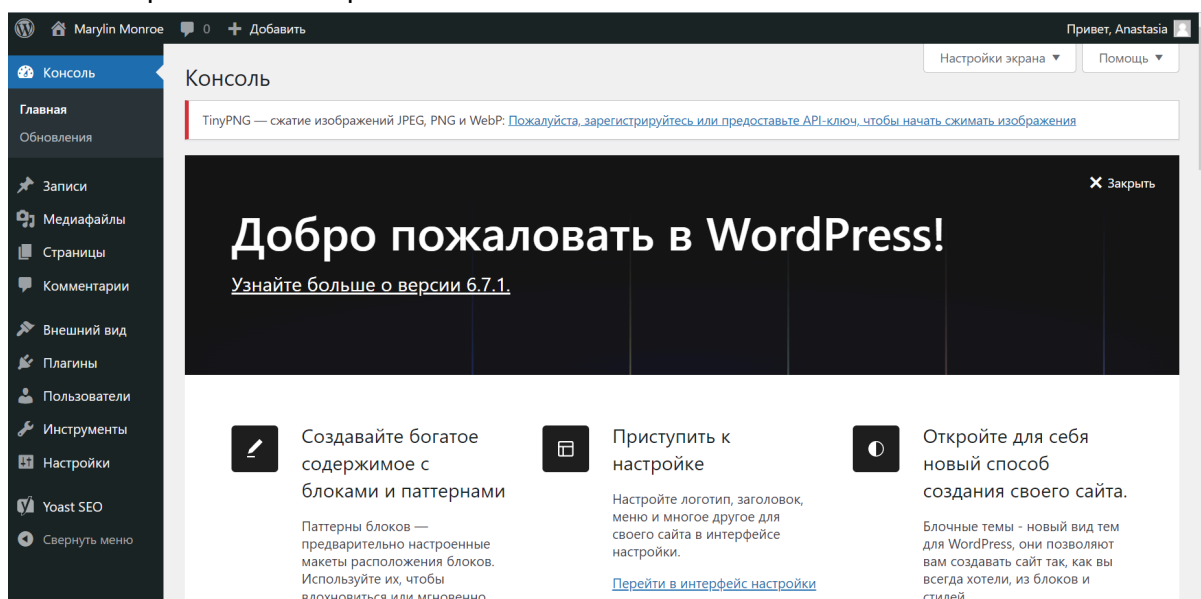 Marylin Monroe 0 + Добавить Привет, Anastasia
Консоль
Главная
Обновления
Записи
Медиафайлы
Страницы
Комментарии
Внешний вид
Плагины
Пользователи
Инструменты
Настройки
Yoast SEO
Свернуть меню
Настройки экрана ▼ Помощь ▼
Консоль
TinyPNG — сжатие изображений JPEG, PNG и WebP: Пожалуйста, зарегистрируйтесь или предоставьте API-ключ, чтобы начать сжимать изображения
Закрыть
Добро пожаловать в WordPress!
Узнайте больше о версии 6.7.1.
Создавайте богатое
содержимое с
блоками и паттернами
Паттерны блоков —
предварительно настроенные
макеты расположения блоков.
Используйте их, чтобы
вдохновиться или мгновенно
Приступить к
настройке
Настройте логотип, заголовок,
меню и многое другое для
своего сайта в интерфейсе
настройки.
Перейти в интерфейс настройки
Откройте для себя
новый способ
создания своего сайта.
Блочные темы - новый вид тем
для WordPress, они позволяют
вам создавать сайт так, как вы
всегда хотели, из блоков и
стилей